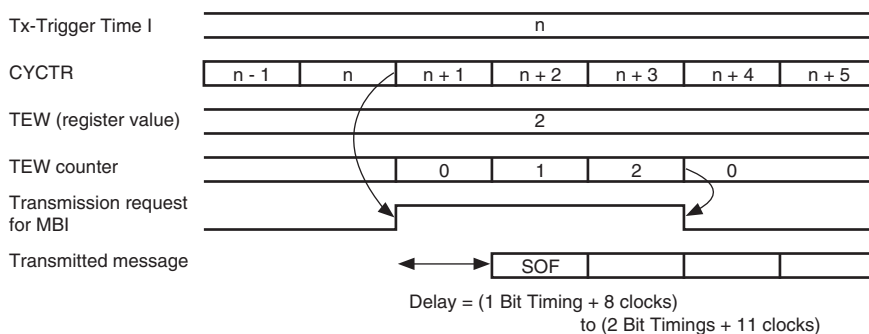 Tx-Trigger Time I
n
CYCTR
n - 1 n n + 1 n + 2 n + 3 n + 4 n + 5
TEW (register value)
2
TEW counter
0 1 2 0
Transmission request
for MBI
Transmitted message
SOF
Delay = (1 Bit Timing + 8 clocks)
to (2 Bit Timings + 11 clocks)